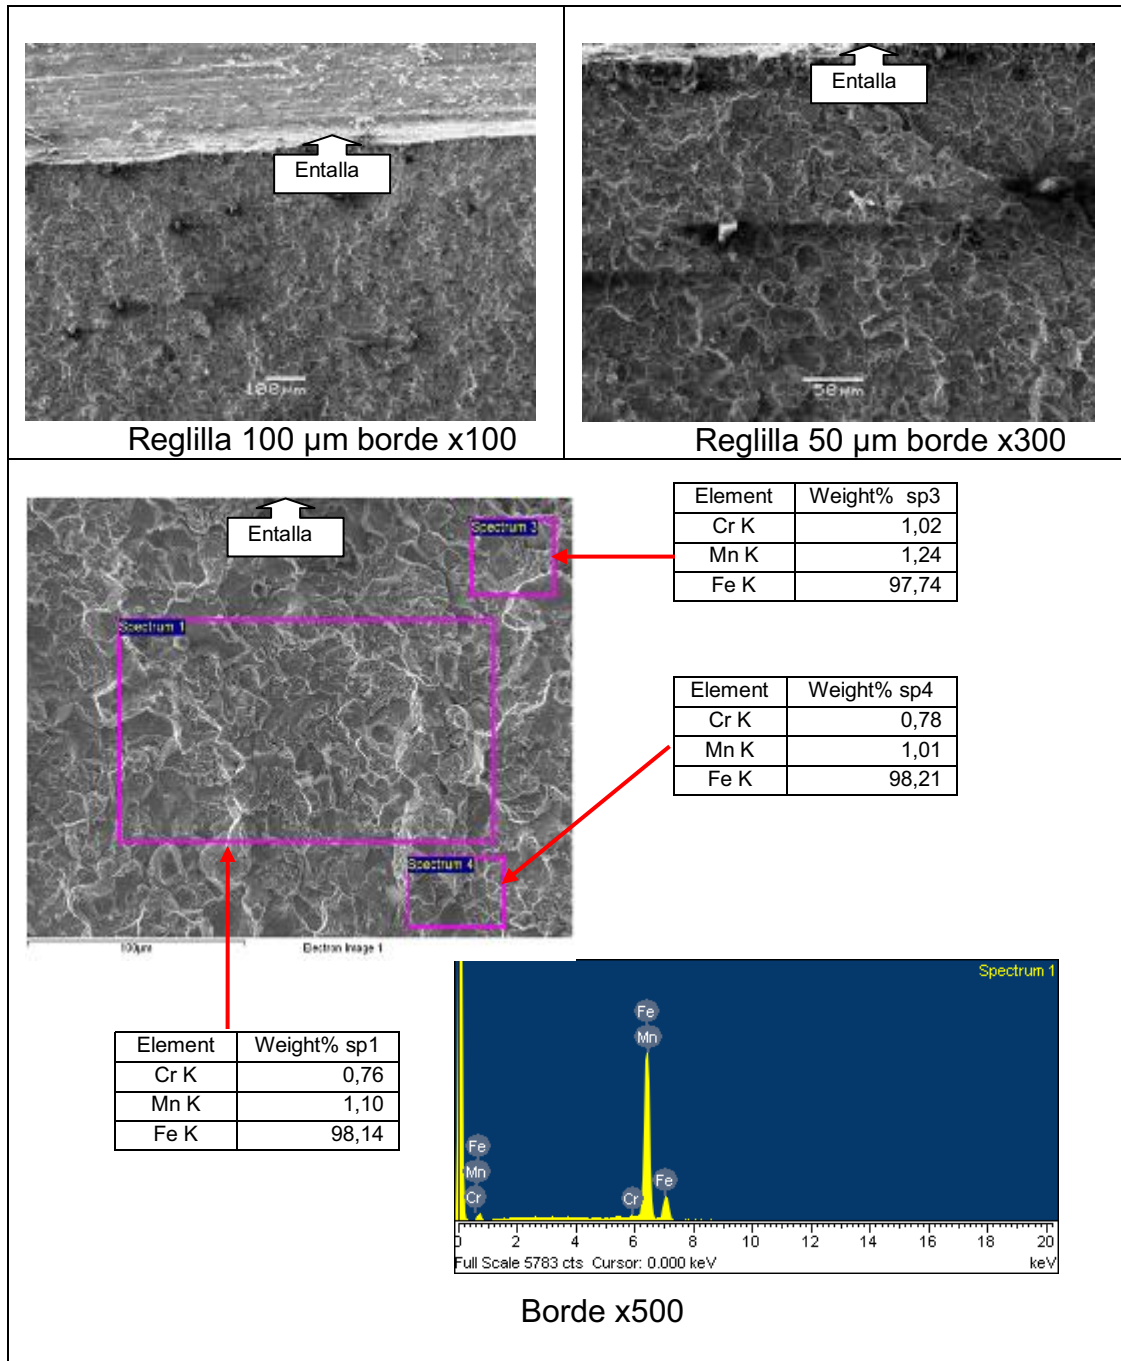 Entalla
100µm
Reglilla 100 µm borde x100
Entalla
50µm
Reglilla 50 µm borde x300
Entalla
Spectrum 3
Spectrum 1
Spectrum 4
100µm
Electron Image 1
Element Weight% sp3
Cr K 1,02
Mn K 1,24
Fe K 97,74
Element Weight% sp4
Cr K 0,78
Mn K 1,01
Fe K 98,21
Element Weight% sp1
Cr K 0,76
Mn K 1,10
Fe K 98,14
Spectrum 1
Fe
Mn
Fe
Mn
Cr
Cr
Fe
0 2 4 6 8 10 12 14 16 18 20
Full Scale 5783 cts Cursor: 0.000 keV
keV
Borde x500